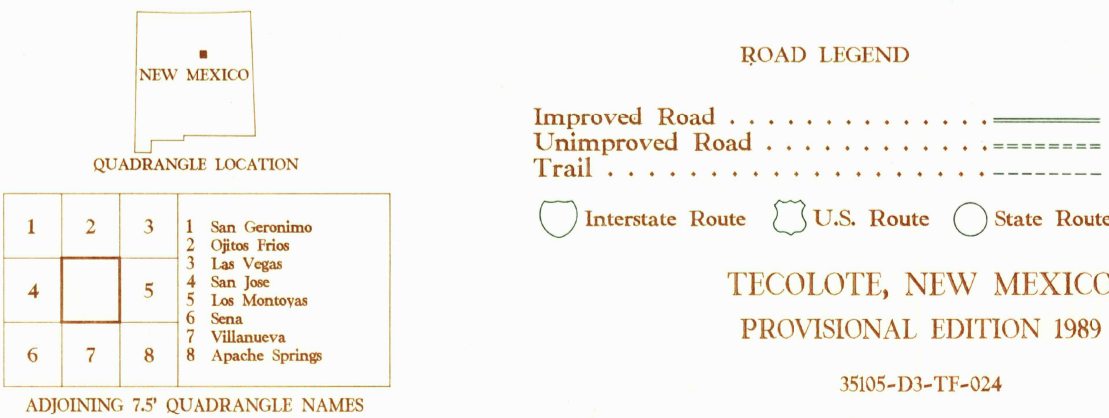 NEW MEXICO
QUADRANGLE LOCATION
1 2 3
4 5
6 7 8
1 San Geronimo
2 Ojitos Frios
3 Las Vegas
4 San Jose
5 Los Montoyas
6 Sena
7 Villanueva
8 Apache Springs
ADJOINING 7.5' QUADRANGLE NAMES
ROAD LEGEND
Improved Road
Unimproved Road
Trail
Interstate Route U.S. Route State Route
TECOLOTE, NEW MEXICO
PROVISIONAL EDITION 1989
35105-D3-TF-024